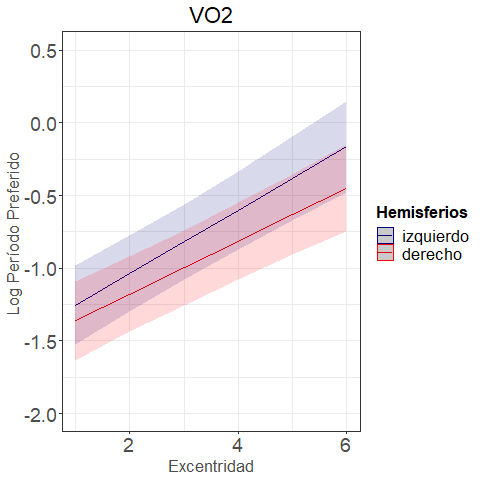 VO2
Log Período Preferido
0.5
0.0
-0.5
-1.0
-1.5
-2.0
2 4 6
Excentridad
Hemisferios
izquierdo
derecho